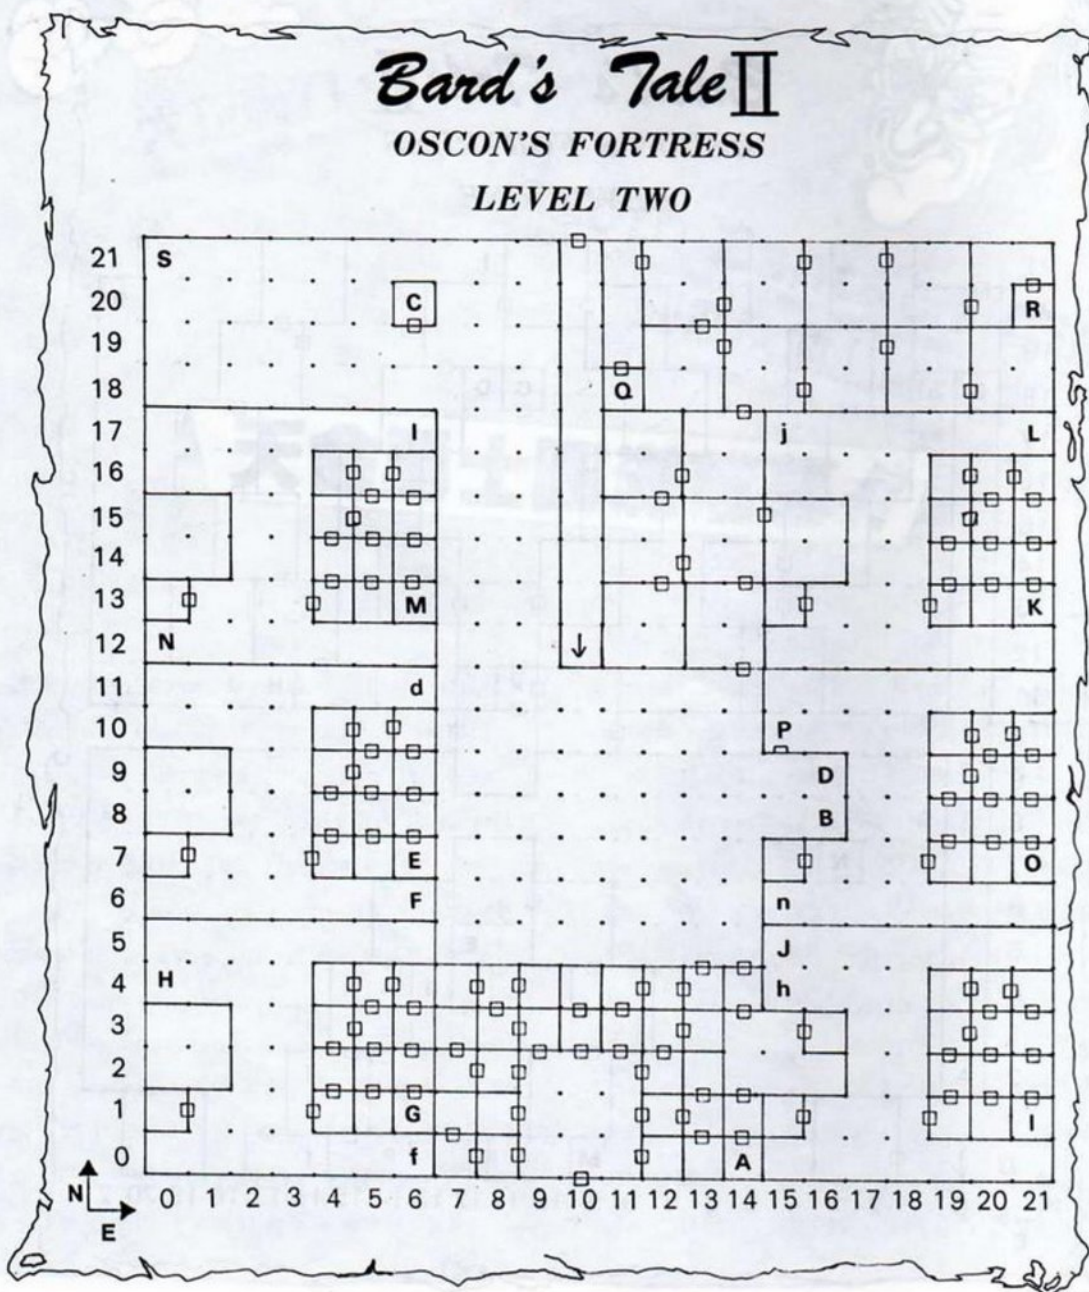 Bard's Tale II
OSCON'S FORTRESS
LEVEL TWO
21 S
20 C R
19
18 Q
17 I j L
16
15
14
13 M K
12 N ↓
11 d
10 P
9 D
8 B
7 E O
6 F n
5 J
4 H h
3
2
1 G l
0 f A
N 0 1 2 3 4 5 6 7 8 9 10 11 12 13 14 15 16 17 18 19 20 21
E